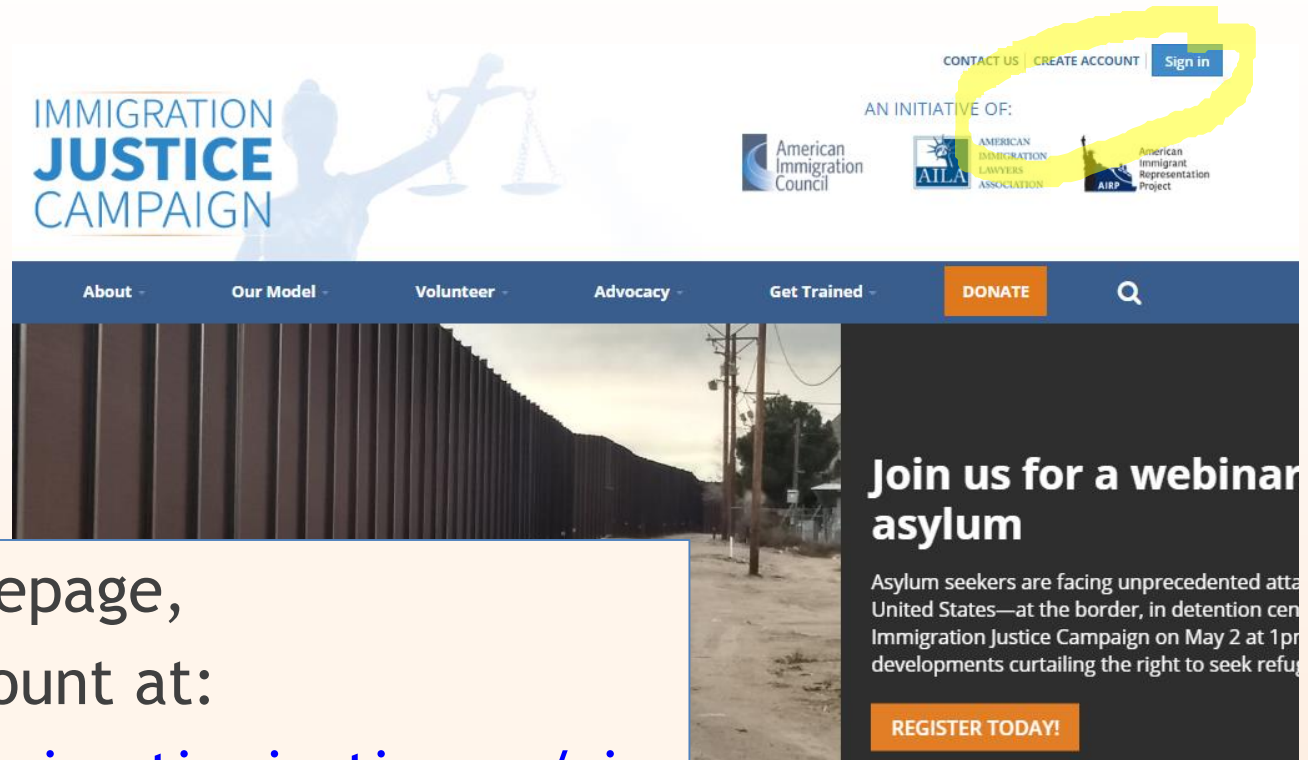 CONTACT US CREATE ACCOUNT Sign in
IMMIGRATION
JUSTICE
CAMPAIGN
AN INITIATIVE OF:
American
Immigration
Council
AILA
AMERICAN
IMMIGRATION
LAWYERS
ASSOCIATION
AIRP
American
Immigrant
Representation
Project
About Our Model Volunteer Advocacy Get Trained DONATE
Join us for a webinar
asylum
Asylum seekers are facing unprecedented
United States—at the border, in detention
Immigration Justice Campaign on May 2 at
developments curtailing the right to seek
REGISTER TODAY!
at: